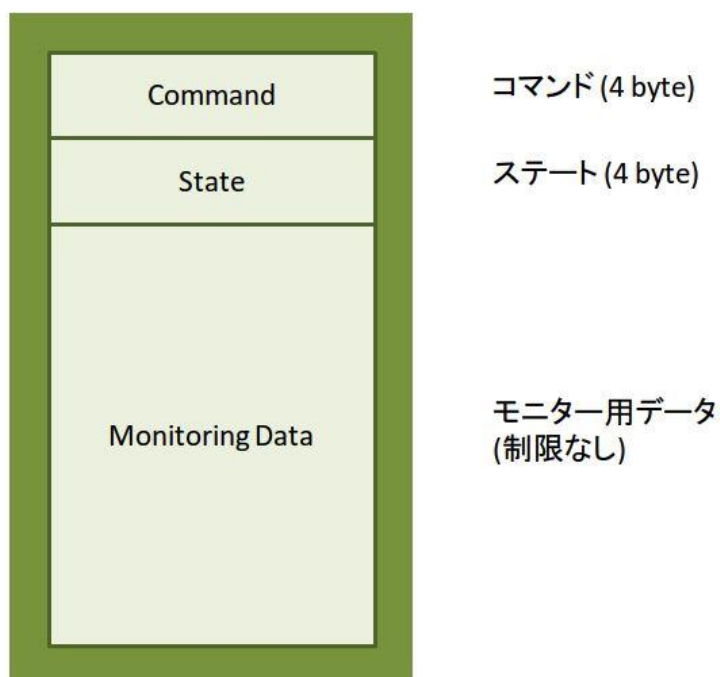 Command
コマンド (4 byte)
State
ステート (4 byte)
Monitoring Data
モニター用データ
(制限なし)